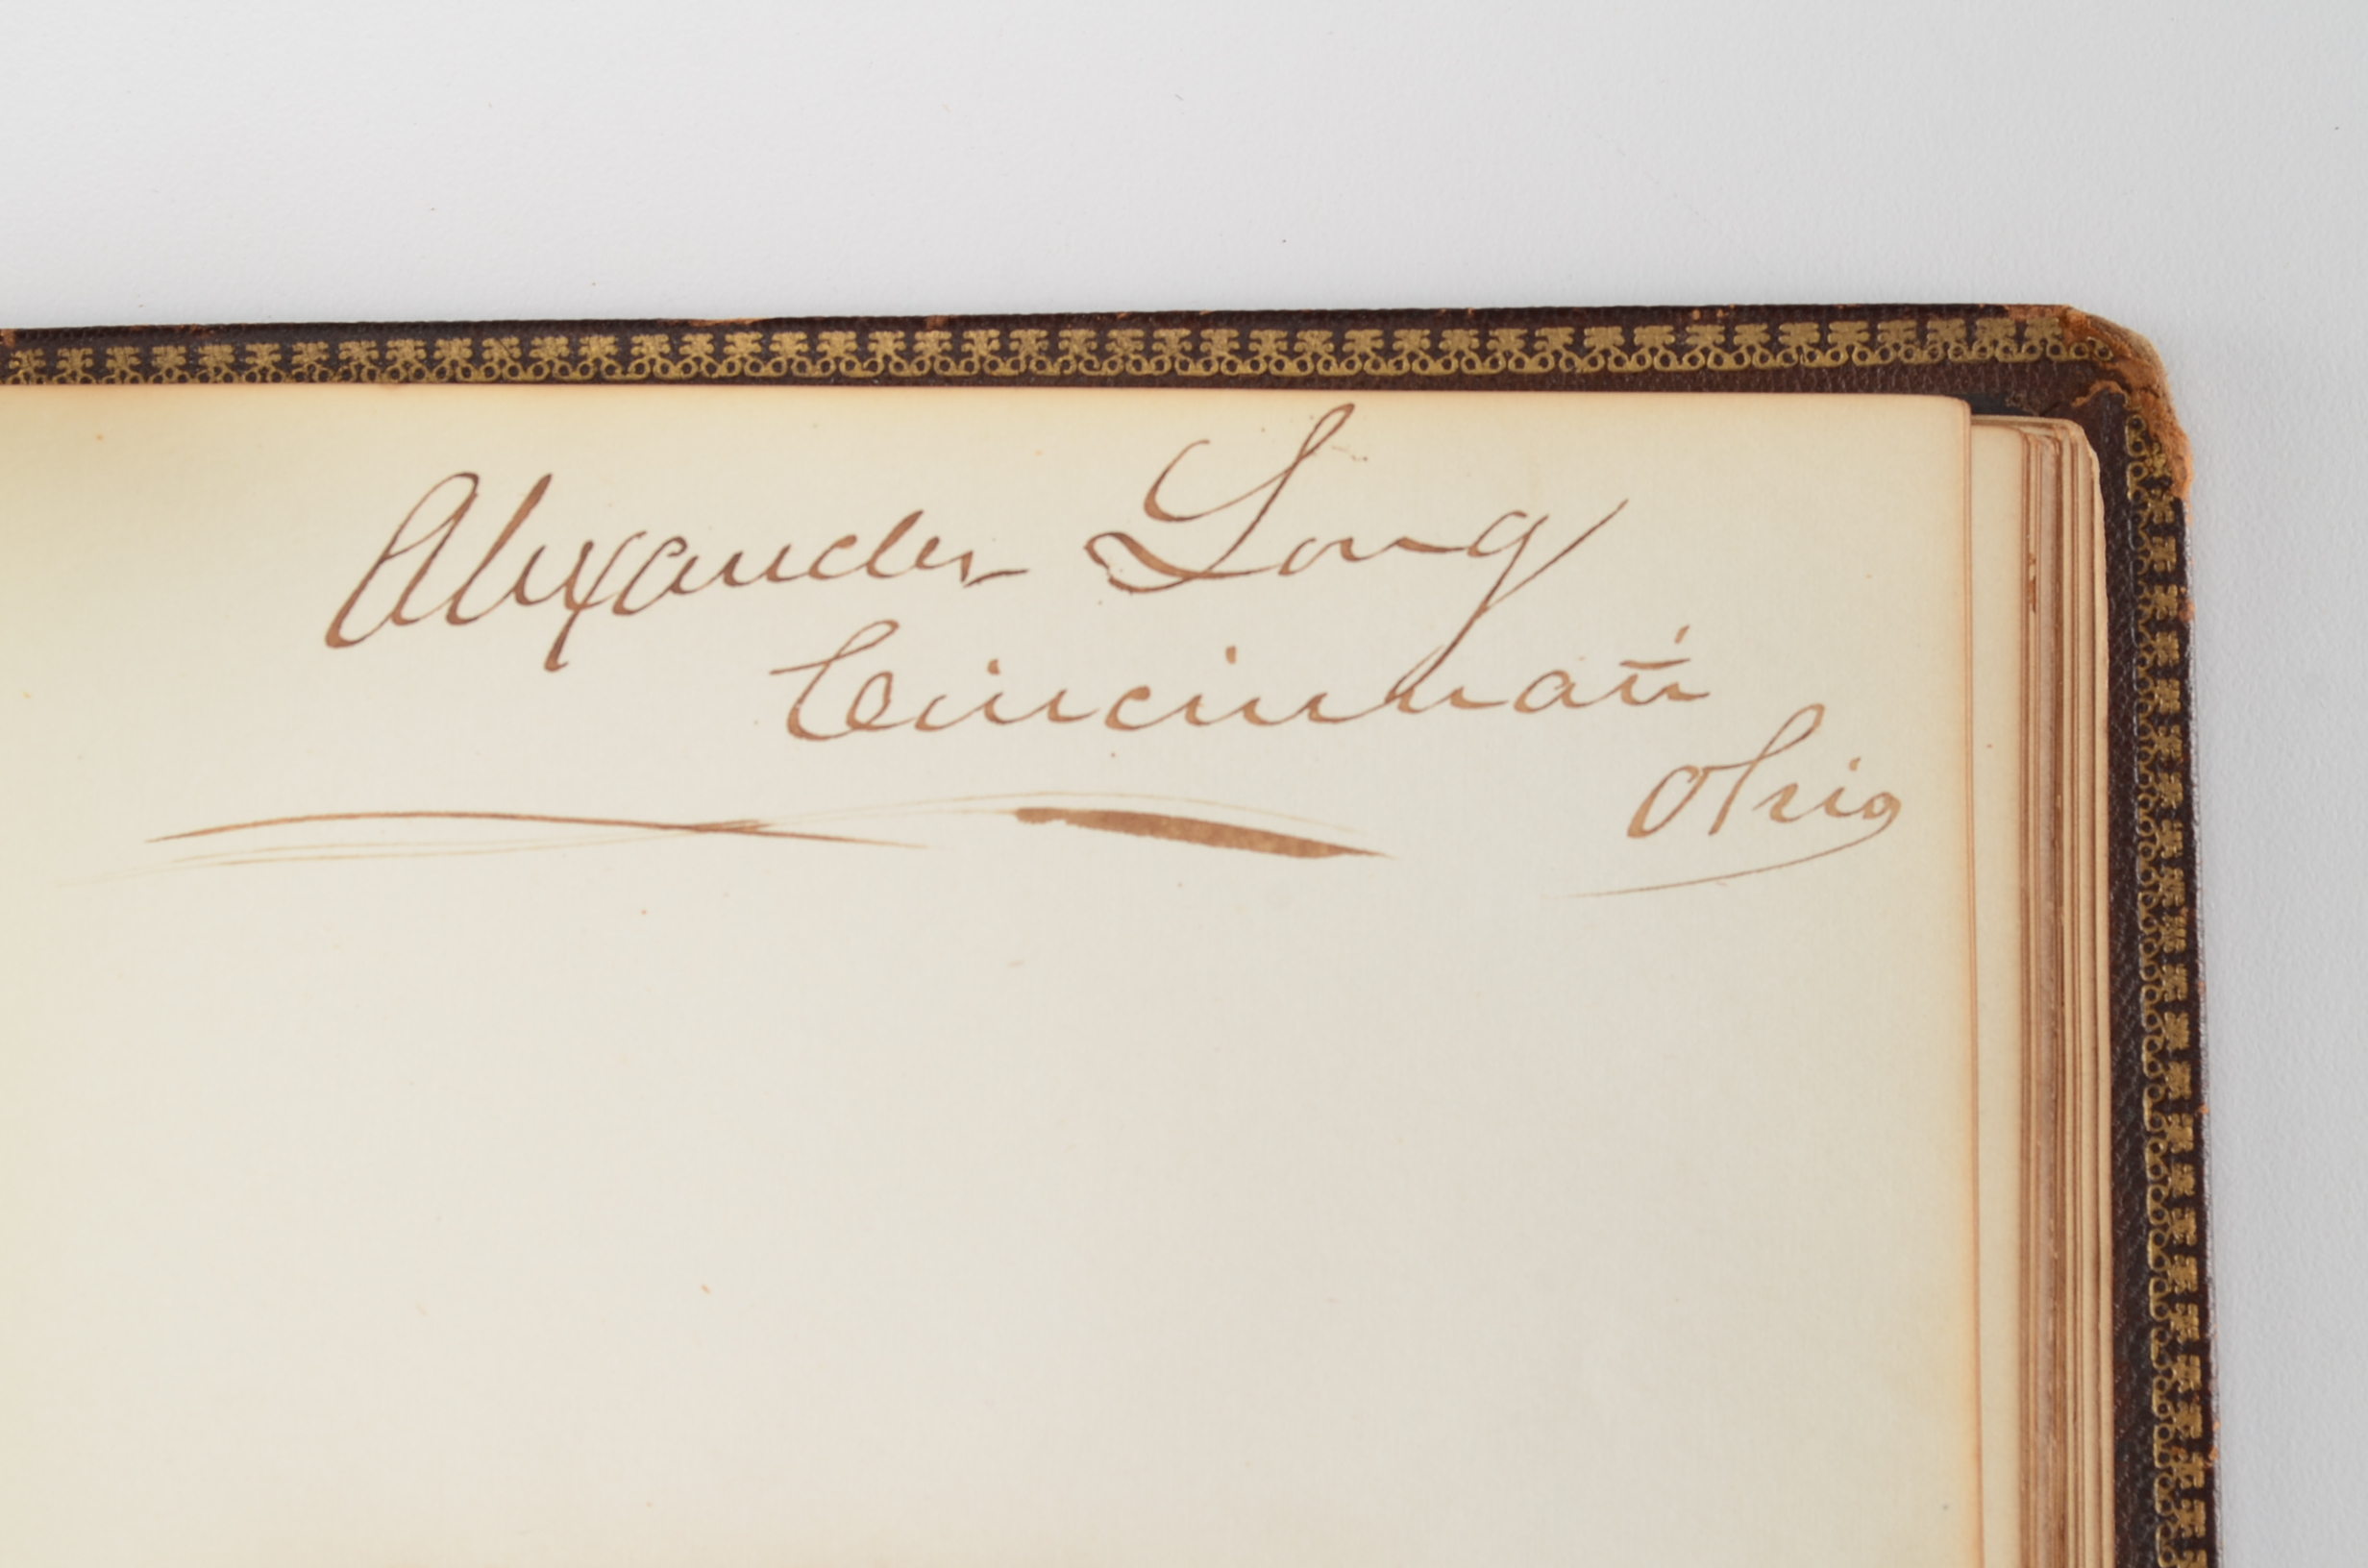 Alexander Long
Cincinnati
Ohio